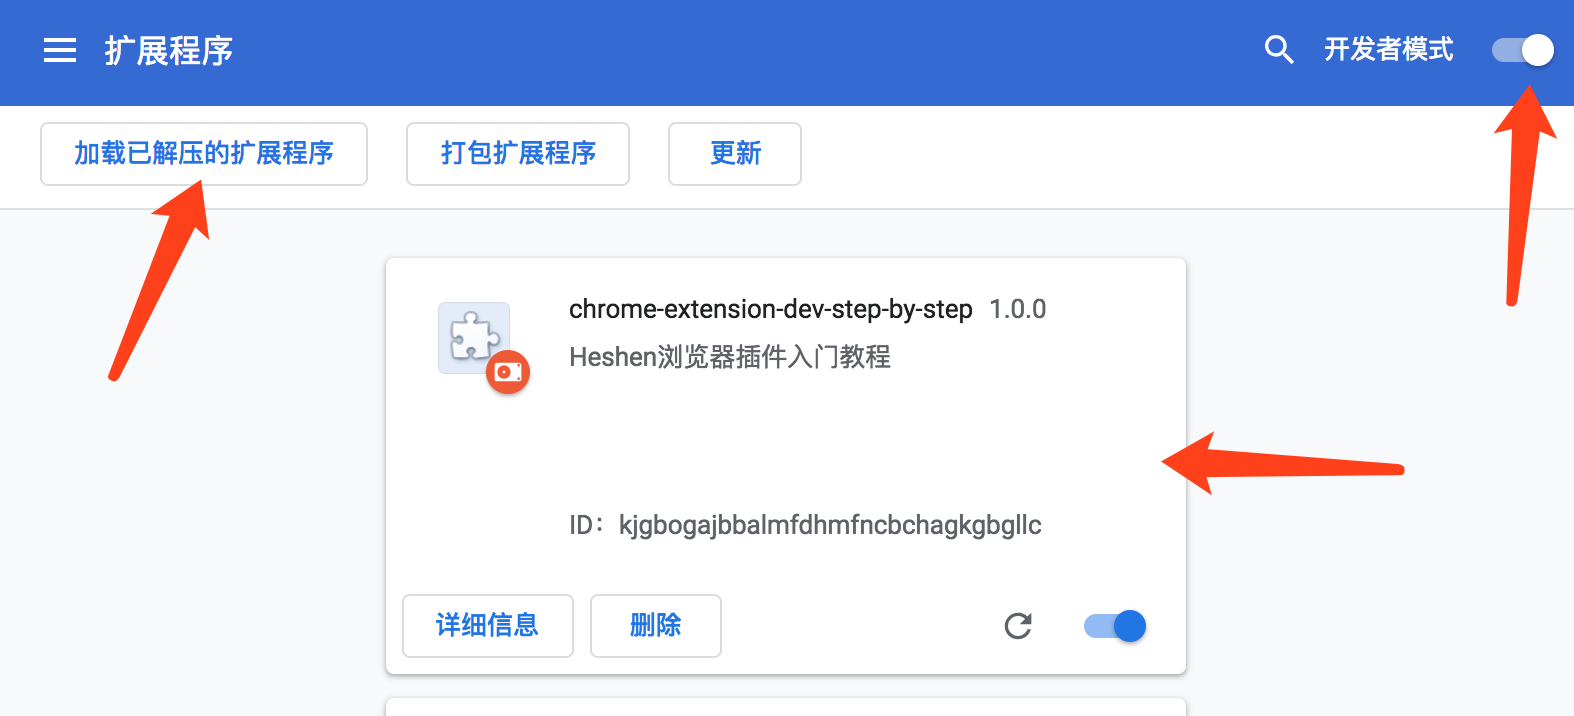 扩展程序
开发者模式
加载已解压的扩展程序
打包扩展程序
更新
chrome-extension-dev-step-by-step 1.0.0
Heshen浏览器插件入门教程
ID：kjgbogajbbalmfdhmfncbchagkgbgllc
详细信息
删除